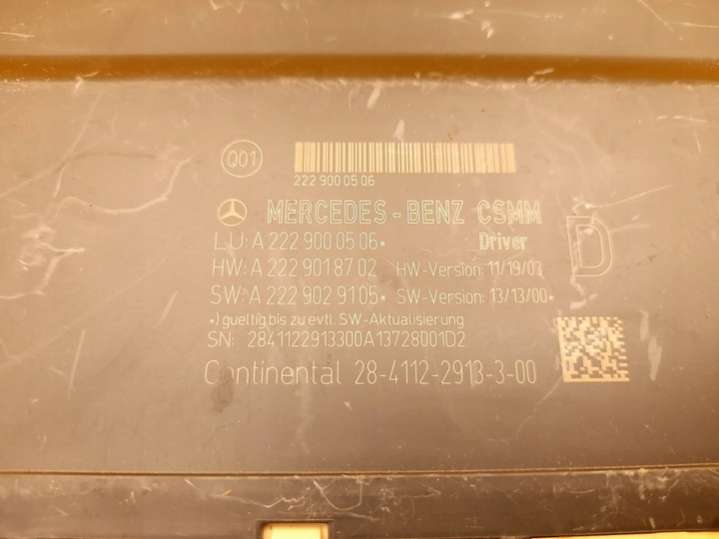 Q01
222 900 05 06
MERCEDES-BENZ CSMM
LU: A 222 900 05 06 * Driver
D
HW: A 222 901 87 02 HW-Version: 11/19/03
SW: A 222 902 91 05 * SW-Version: 13/13/00 *
*) gueltig bis zu evtl. SW-Aktualisierung
SN: 2841122913300A13728001D2
Continental 28-4112-2913-3-00